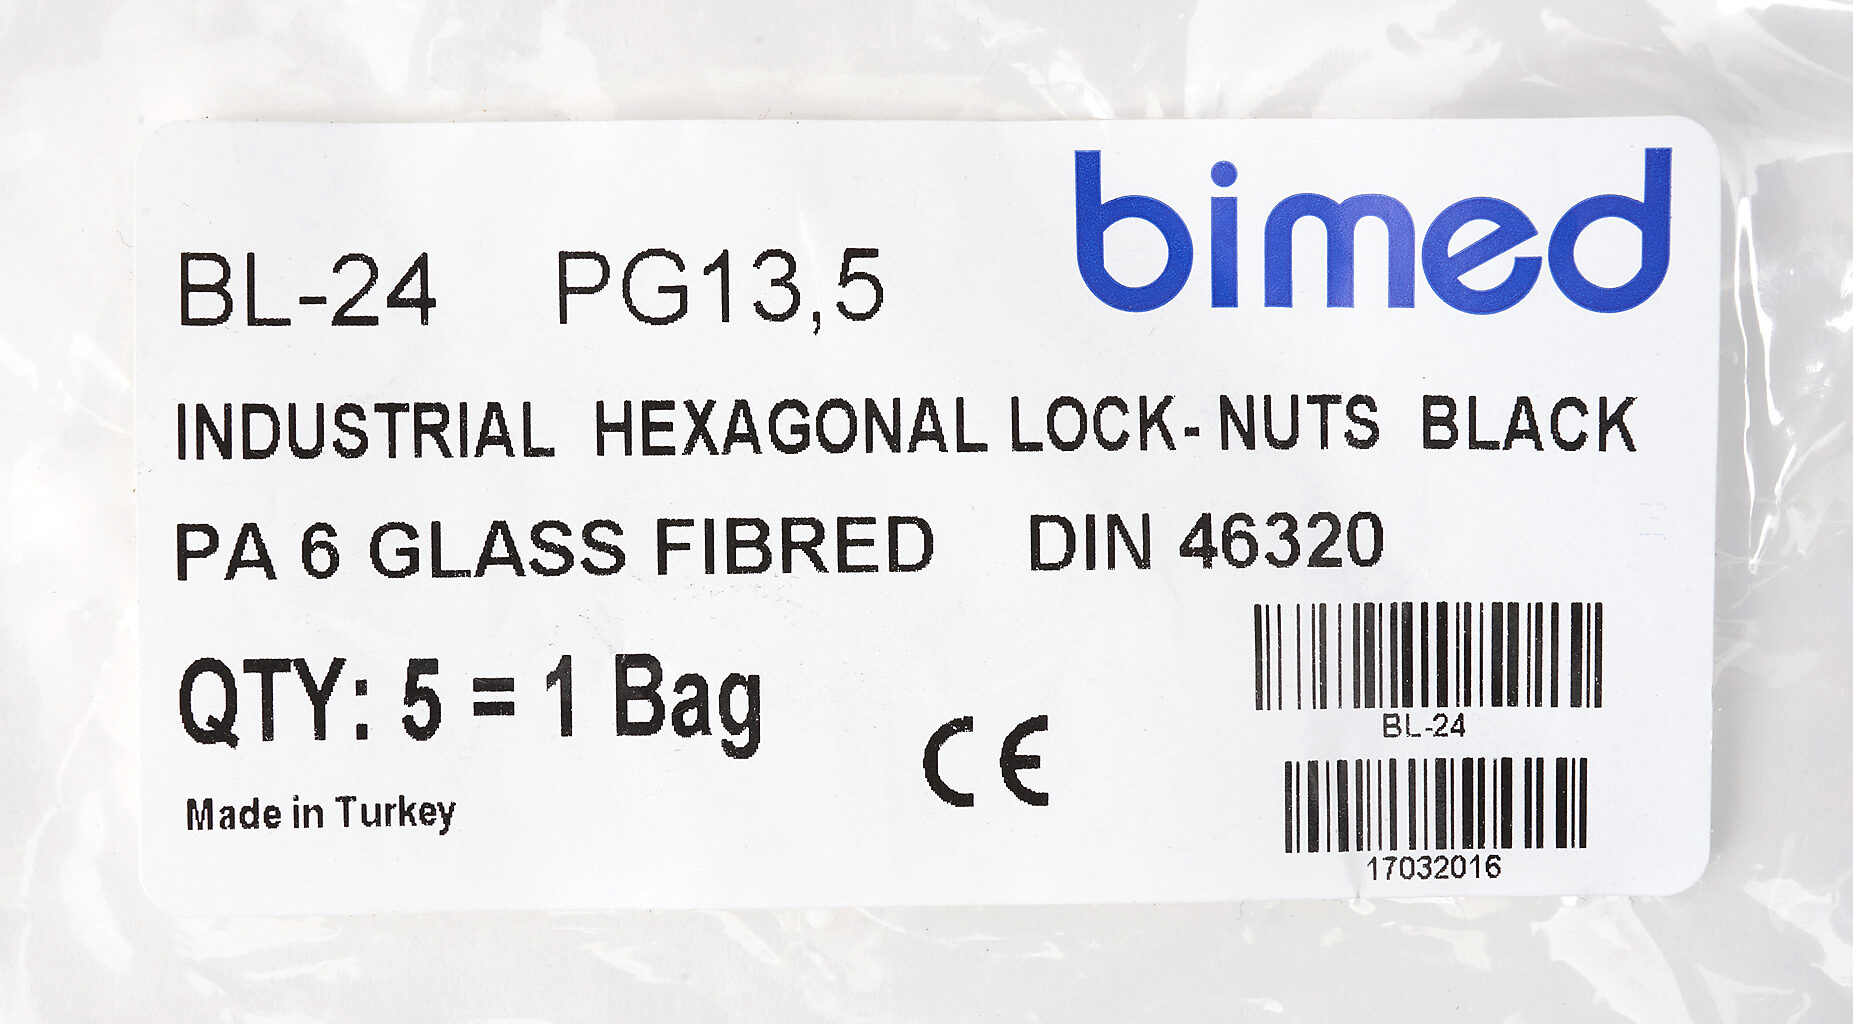 bimed
BL-24 PG13,5
INDUSTRIAL HEXAGONAL LOCK- NUTS BLACK
PA 6 GLASS FIBRED DIN 46320
QTY: 5 = 1 Bag
CE
BL-24
Made in Turkey
17032016